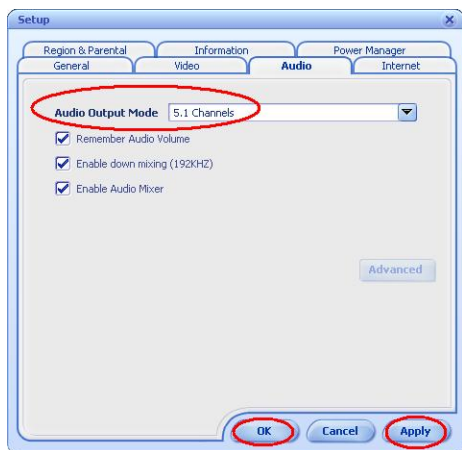 Setup
Region & Parental Information Power Manager
General Video Audio Internet
Audio Output Mode 5.1 Channels
Remember Audio Volume
Enable down mixing (192KHZ)
Enable Audio Mixer
Advanced
OK Cancel Apply